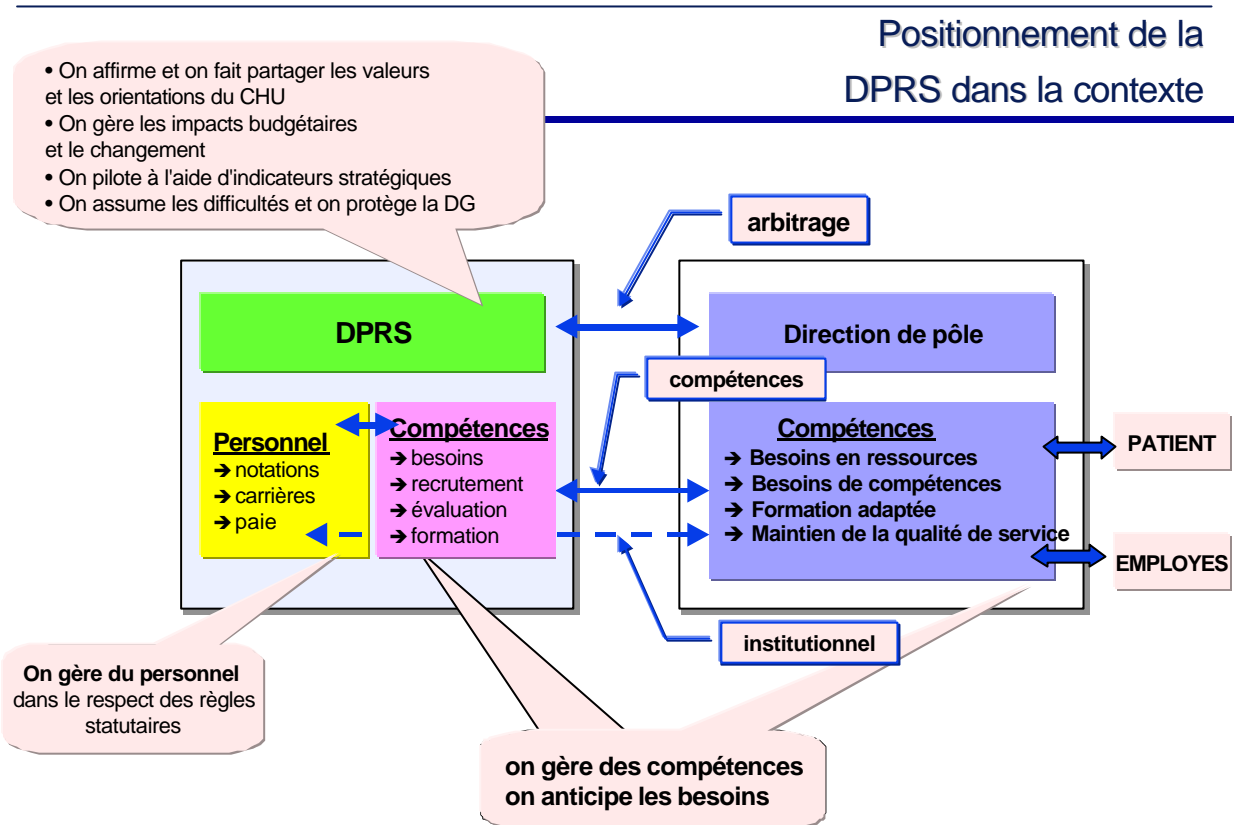 Positionnement de la
DPRS dans la contexte
• On affirme et on fait partager les valeurs
et les orientations du CHU
• On gère les impacts budgétaires
et le changement
• On pilote à l'aide d'indicateurs stratégiques
• On assume les difficultés et on protège la DG
arbitrage
DPRS
Direction de pôle
compétences
Personnel
➔ notations
➔ carrières
➔ paie
Compétences
➔ besoins
➔ recrutement
➔ évaluation
➔ formation
Compétences
➔ Besoins en ressources
➔ Besoins de compétences
➔ Formation adaptée
➔ Maintien de la qualité de service
PATIENT
EMPLOYES
institutionnel
On gère du personnel
dans le respect des règles
statutaires
on gère des compétences
on anticipe les besoins